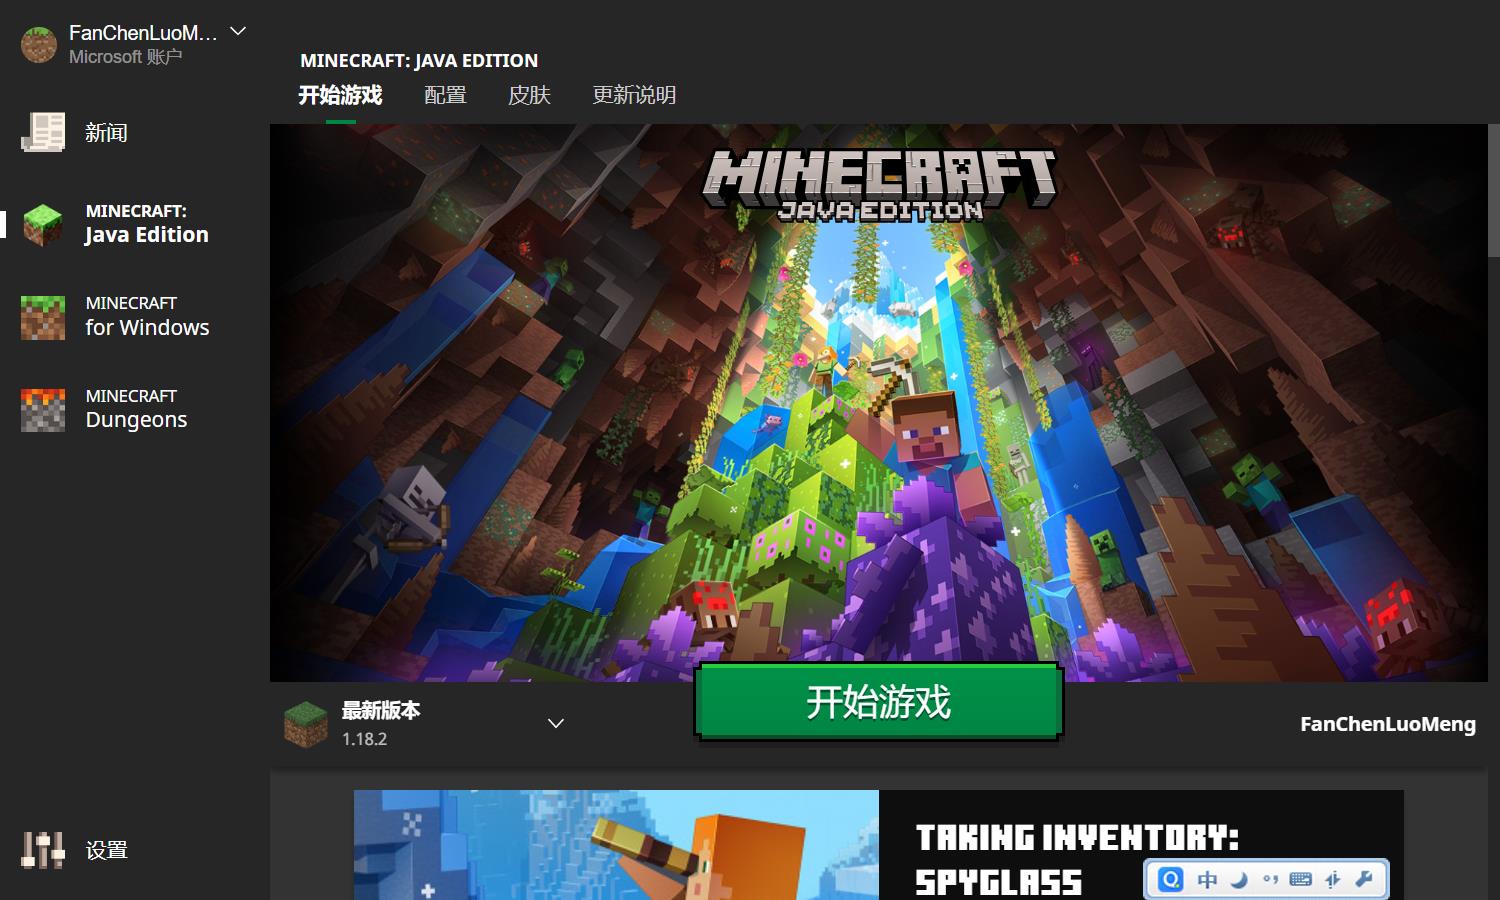 FanChenLuoM...
Microsoft 账户
新闻
MINECRAFT:
Java Edition
MINECRAFT
for Windows
MINECRAFT
Dungeons
设置
MINECRAFT: JAVA EDITION
开始游戏 配置 皮肤 更新说明
MINECRAFT
JAVA EDITION
最新版本
1.18.2
开始游戏
FanChenLuoMeng
TAKING INVENTORY:
SPYGLASS
中